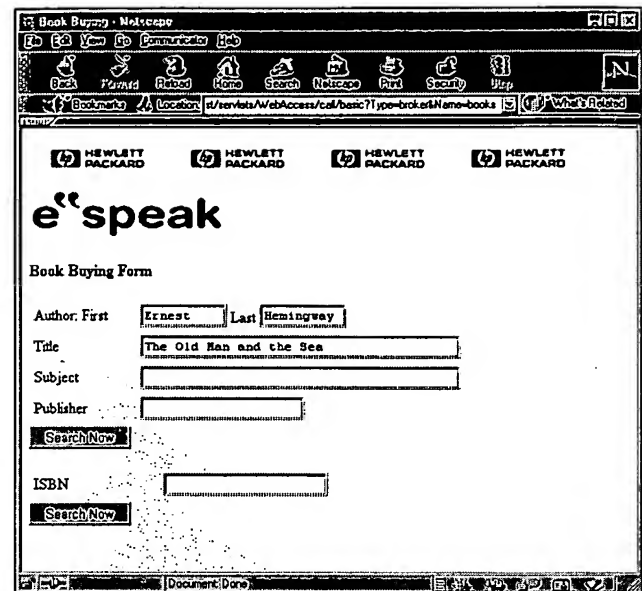 Book Buying - Netscape
File Edit View Go Communicator Help
Back Forward Reload Home Search Netscape Print Security Stop
Bookmarks Location: st/servlets/WebAccess/call/basic?Type=broker&Name=books What's Related
HEWLETT PACKARD HEWLETT PACKARD HEWLETT PACKARD HEWLETT PACKARD
e“speak
Book Buying Form
Author: First Ernest Last Hemingway
Title The Old Man and the Sea
Subject
Publisher
Search Now
ISBN
Search Now
Document: Done